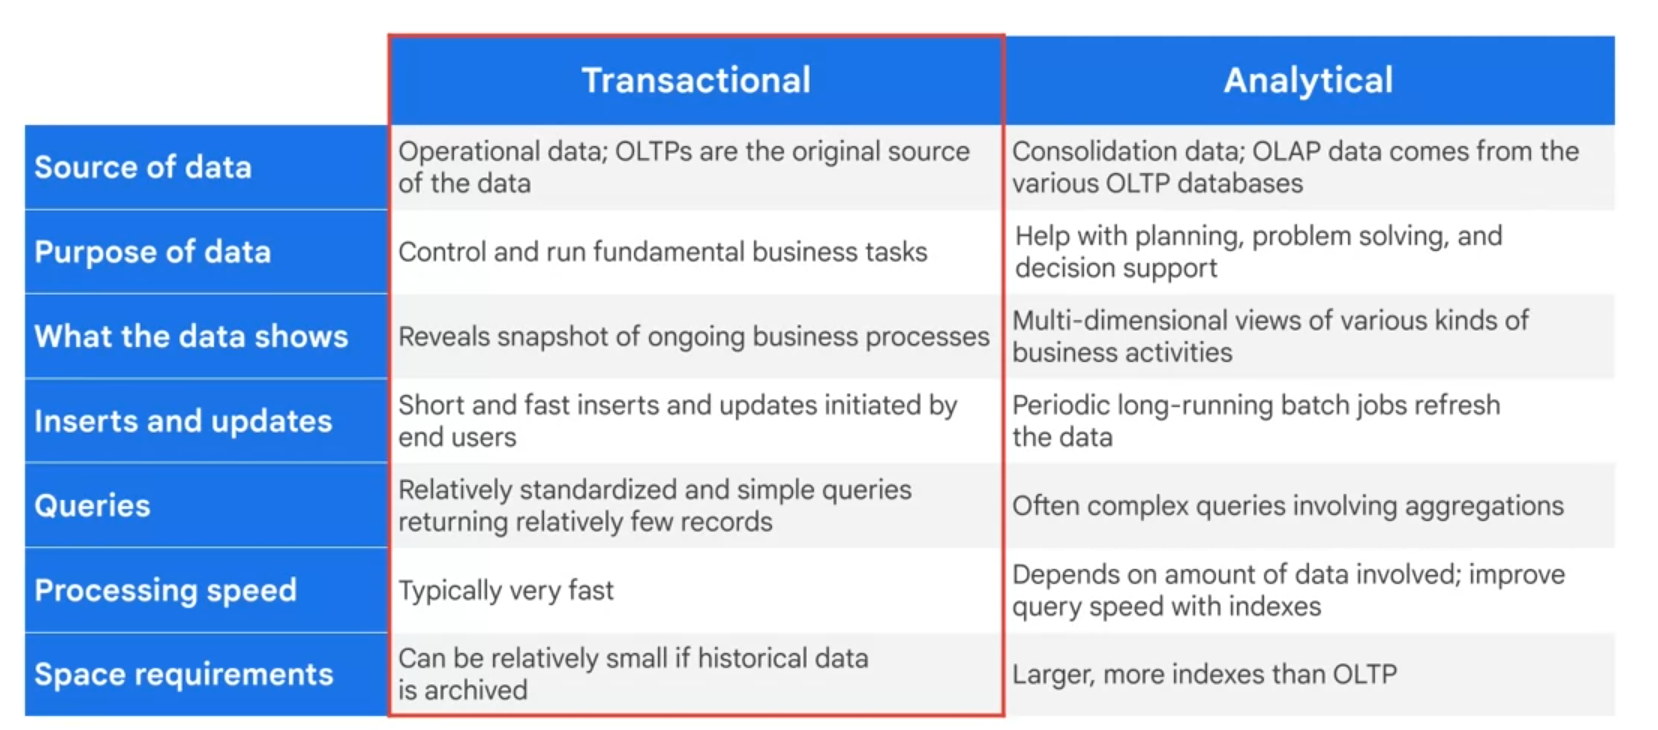 Transactional
Analytical
Source of data
Operational data; OLTPs are the original source
of the data
Consolidation data; OLAP data comes from the
various OLTP databases
Purpose of data
Control and run fundamental business tasks
Help with planning, problem solving, and
decision support
What the data shows
Reveals snapshot of ongoing business processes
Multi-dimensional views of various kinds of
business activities
Inserts and updates
Short and fast inserts and updates initiated by
end users
Periodic long-running batch jobs refresh
the data
Queries
Relatively standardized and simple queries
returning relatively few records
Often complex queries involving aggregations
Processing speed
Typically very fast
Depends on amount of data involved; improve
query speed with indexes
Space requirements
Can be relatively small if historical data
is archived
Larger, more indexes than OLTP